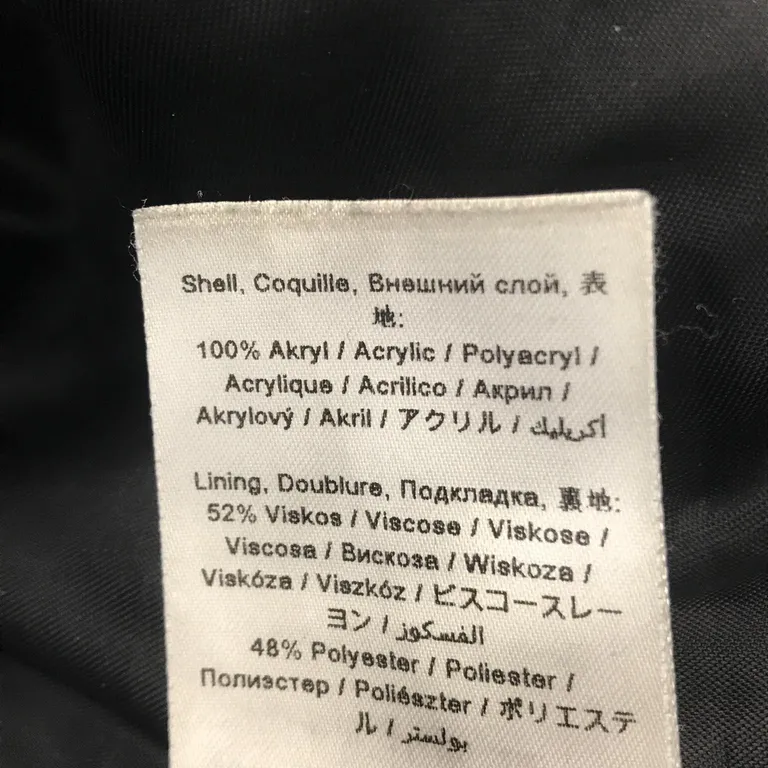 Shell, Coquille, Внешний слой, 表
地:
100% Akryl / Acrylic / Polyacryl /
Acrylique / Acrilico / Акрил /
Akrylový / Akril / アクリル / أكريليك
Lining, Doublure, Подкладка, 裏地:
52% Viskos / Viscose / Viskose /
Viscosa / Вискоза / Wiskoza /
Viskóza / Viszkóz / ビスコースレー
ヨン / الفسكوز
48% Polyester / Poliester /
Полиэстер / Poliészter / ポリエステ
ル / بولستر